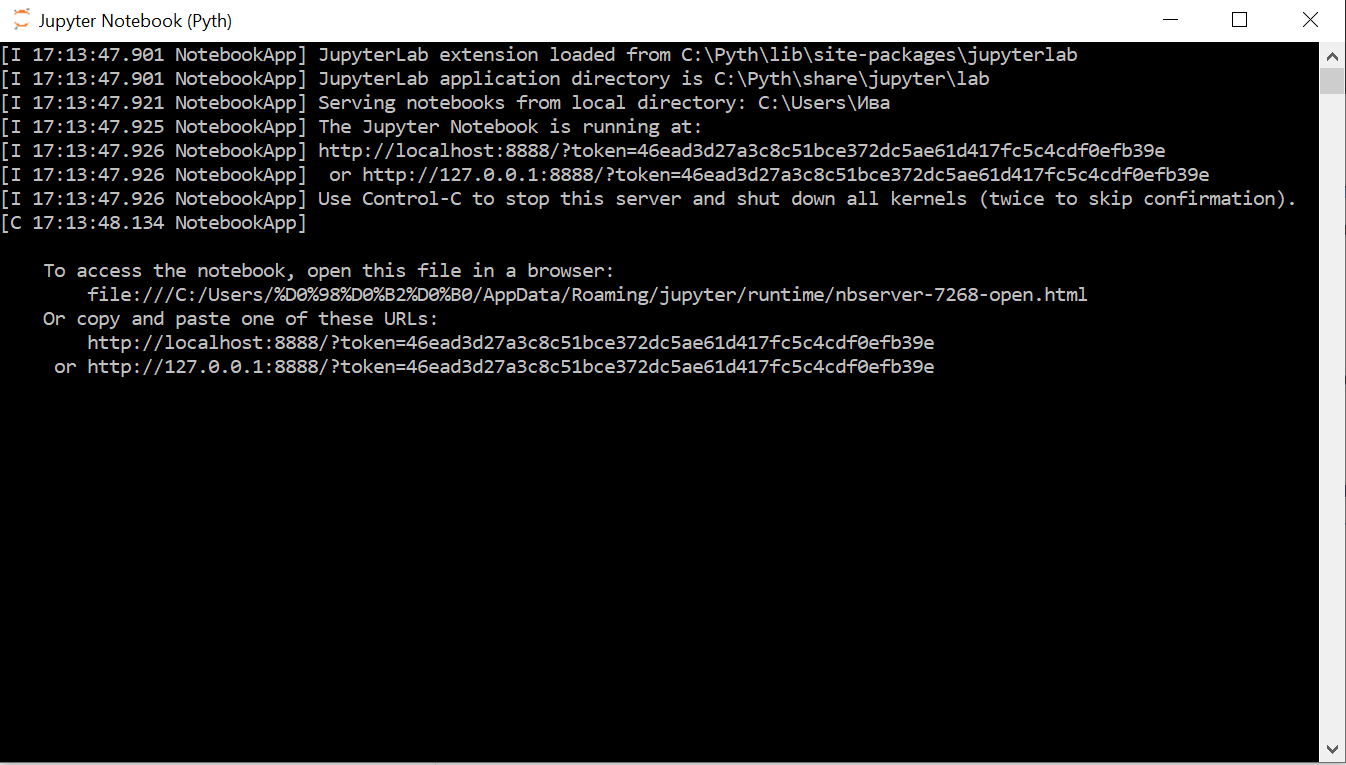 Jupyter Notebook (Pyth)
[I 17:13:47.901 NotebookApp] JupyterLab extension loaded from C:\Pyth\lib\site-packages\jupyterlab
[I 17:13:47.901 NotebookApp] JupyterLab application directory is C:\Pyth\share\jupyter\lab
[I 17:13:47.921 NotebookApp] Serving notebooks from local directory: C:\Users\Ива
[I 17:13:47.925 NotebookApp] The Jupyter Notebook is running at:
[I 17:13:47.926 NotebookApp] http://localhost:8888/?token=46ead3d27a3c8c51bce372dc5ae61d417fc5c4cdf0efb39e
[I 17:13:47.926 NotebookApp]  or http://127.0.0.1:8888/?token=46ead3d27a3c8c51bce372dc5ae61d417fc5c4cdf0efb39e
[I 17:13:47.926 NotebookApp] Use Control-C to stop this server and shut down all kernels (twice to skip confirmation).
[C 17:13:48.134 NotebookApp]
To access the notebook, open this file in a browser:
file:///C:/Users/%D0%98%D0%B2%D0%B0/AppData/Roaming/jupyter/runtime/nbserver-7268-open.html
Or copy and paste one of these URLs:
http://localhost:8888/?token=46ead3d27a3c8c51bce372dc5ae61d417fc5c4cdf0efb39e
or http://127.0.0.1:8888/?token=46ead3d27a3c8c51bce372dc5ae61d417fc5c4cdf0efb39e